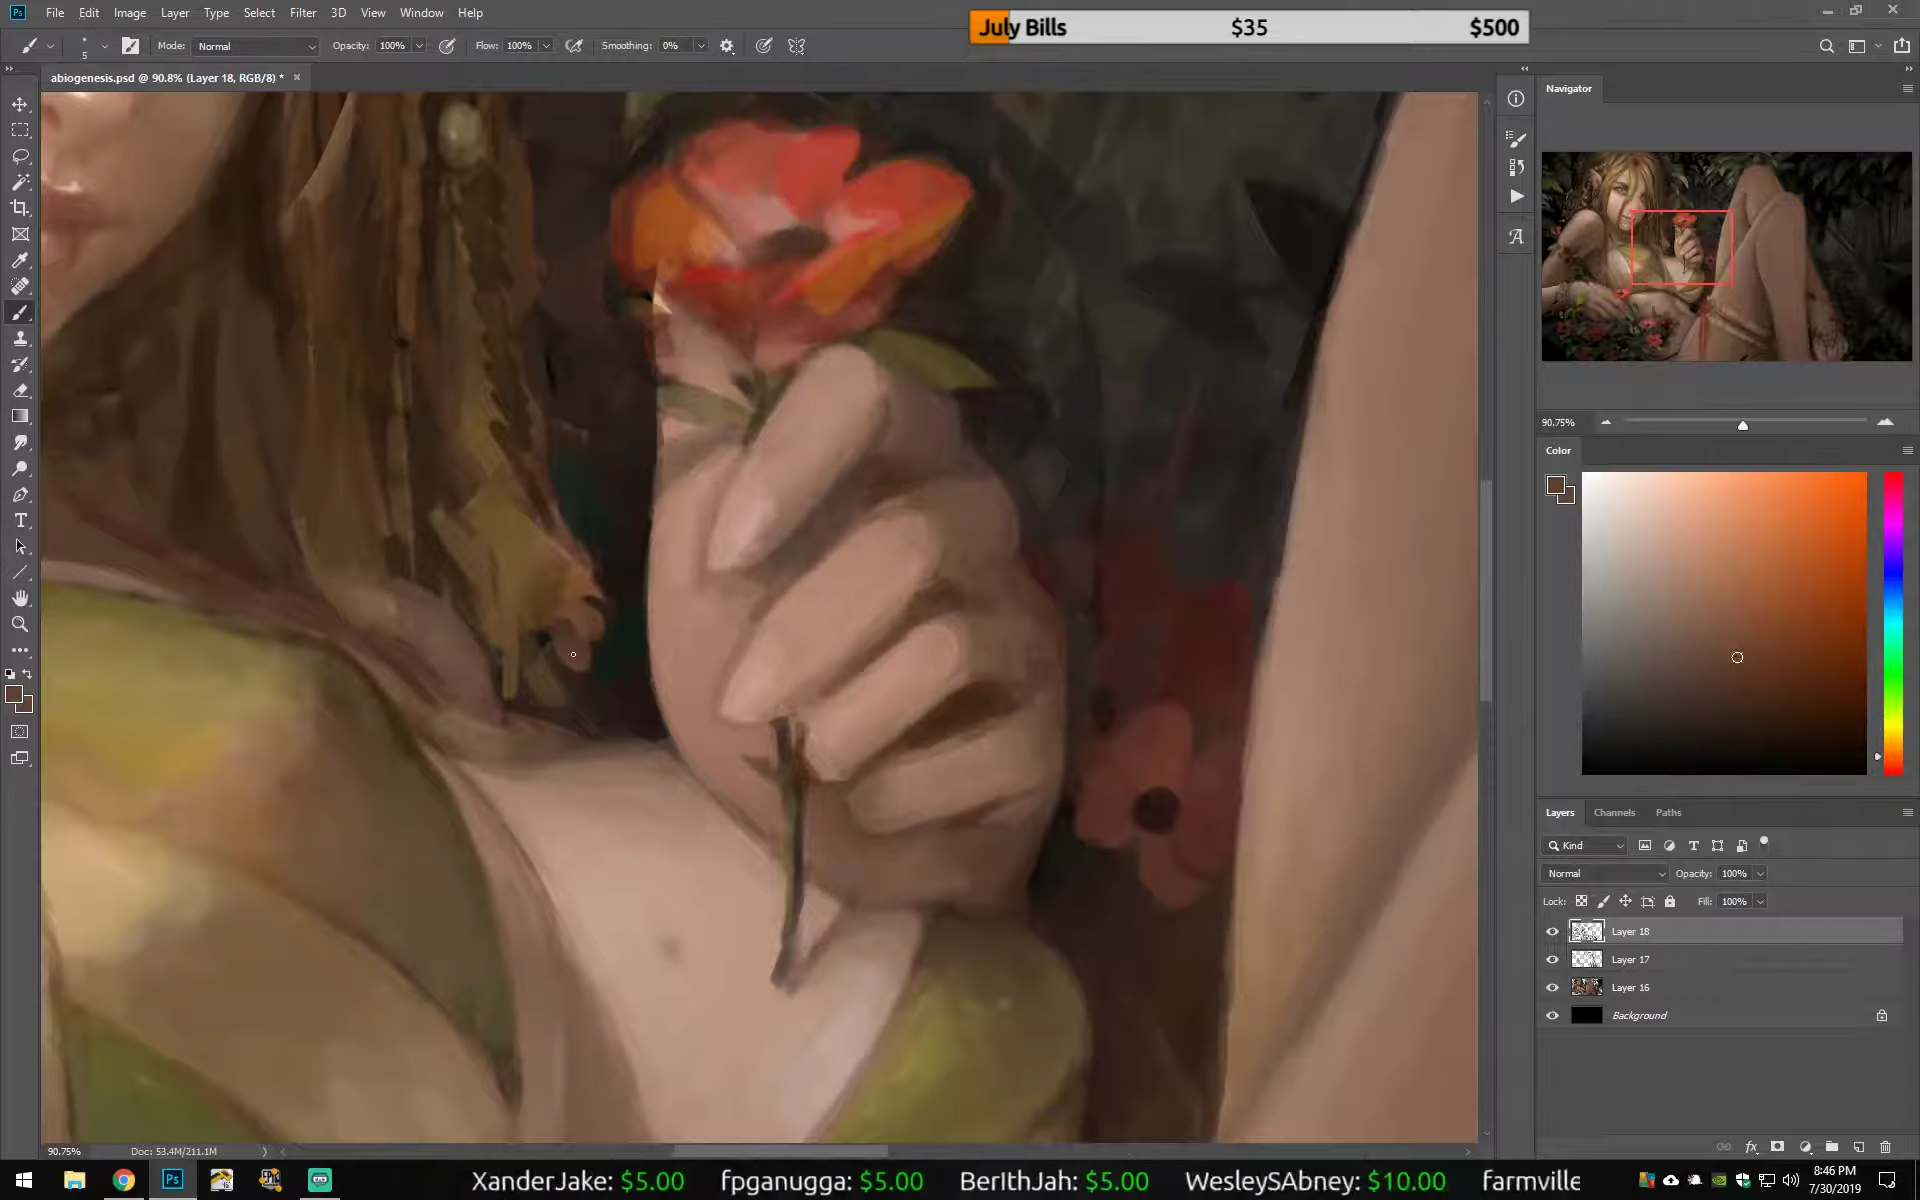 Ps File Edit Image Layer Type Select Filter 3D View Window Help
July Bills $35 $500
5 Mode: Normal Opacity: 100% Flow: 100% Smoothing: 0%
abiogenesis.psd @ 90.8% (Layer 18, RGB/8) * ×
Navigator
90.75%
Color
Layers Channels Paths
Kind
Normal Opacity: 100%
Lock: Fill: 100%
Layer 18
Layer 17
Layer 16
Background
90.75% Doc: 53.4M/211.1M
XanderJake: $5.00 fpganugga: $5.00 BerIthJah: $5.00 WesleySAbney: $10.00 farmville
8:46 PM
7/30/2019